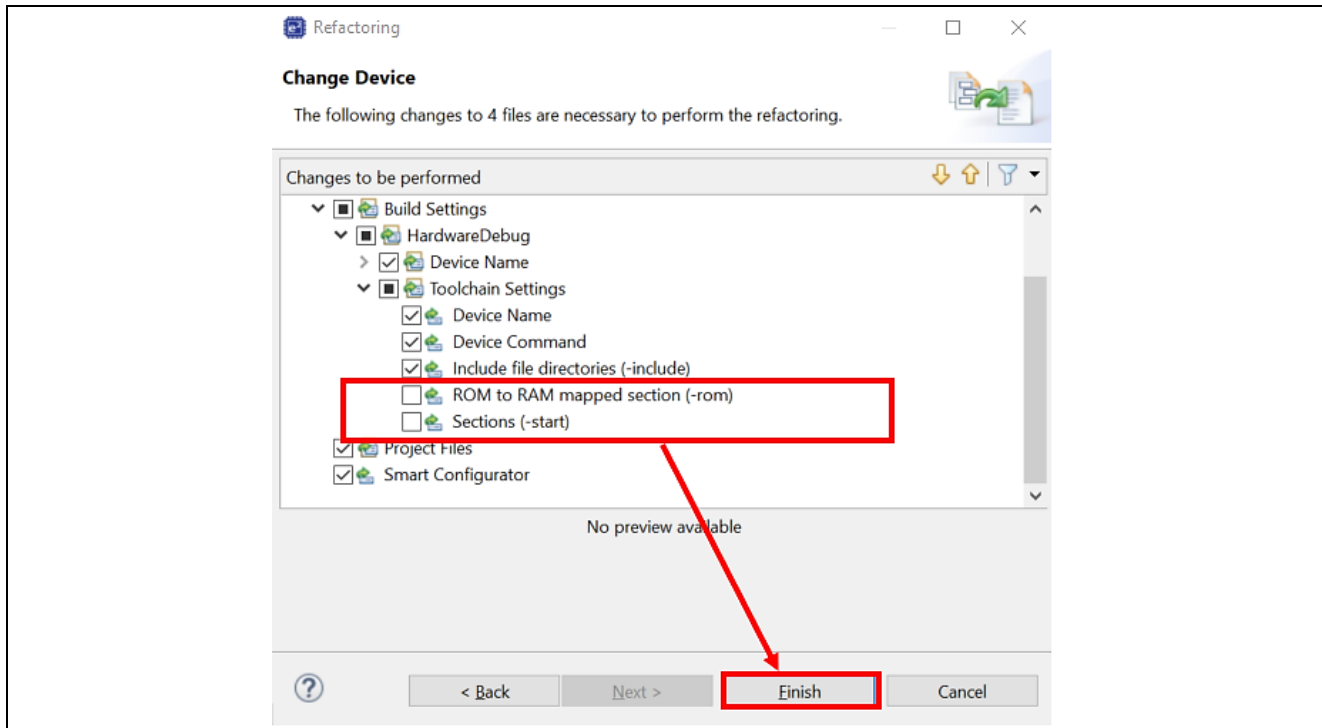 Refactoring
Change Device
The following changes to 4 files are necessary to perform the refactoring.
Changes to be performed
Build Settings
HardwareDebug
Device Name
Toolchain Settings
Device Name
Device Command
Include file directories (-include)
ROM to RAM mapped section (-rom)
Sections (-start)
Project Files
Smart Configurator
No preview available
?
< Back
Next >
Finish
Cancel